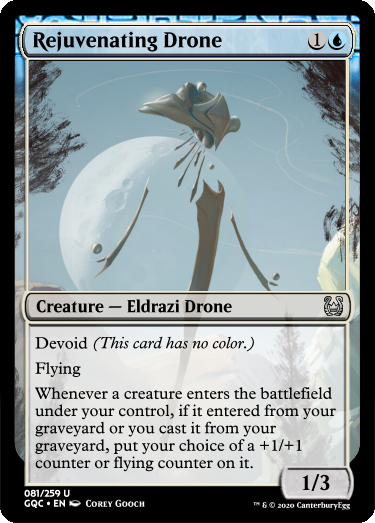 Rejuvenating Drone 1
Creature — Eldrazi Drone
Devoid (This card has no color.)
Flying
Whenever a creature enters the battlefield
under your control, if it entered from your
graveyard or you cast it from your
graveyard, put your choice of a +1/+1
counter or flying counter on it.
1/3
081/259 U
GQC • EN Corey Gooch ™ & © 2020 CanterburyEgg